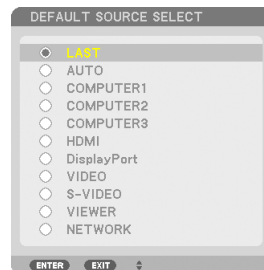 DEFAULT SOURCE SELECT
LAST
AUTO
COMPUTER1
COMPUTER2
COMPUTER3
HDMI
DisplayPort
VIDEO
S-VIDEO
VIEWER
NETWORK
ENTER EXIT